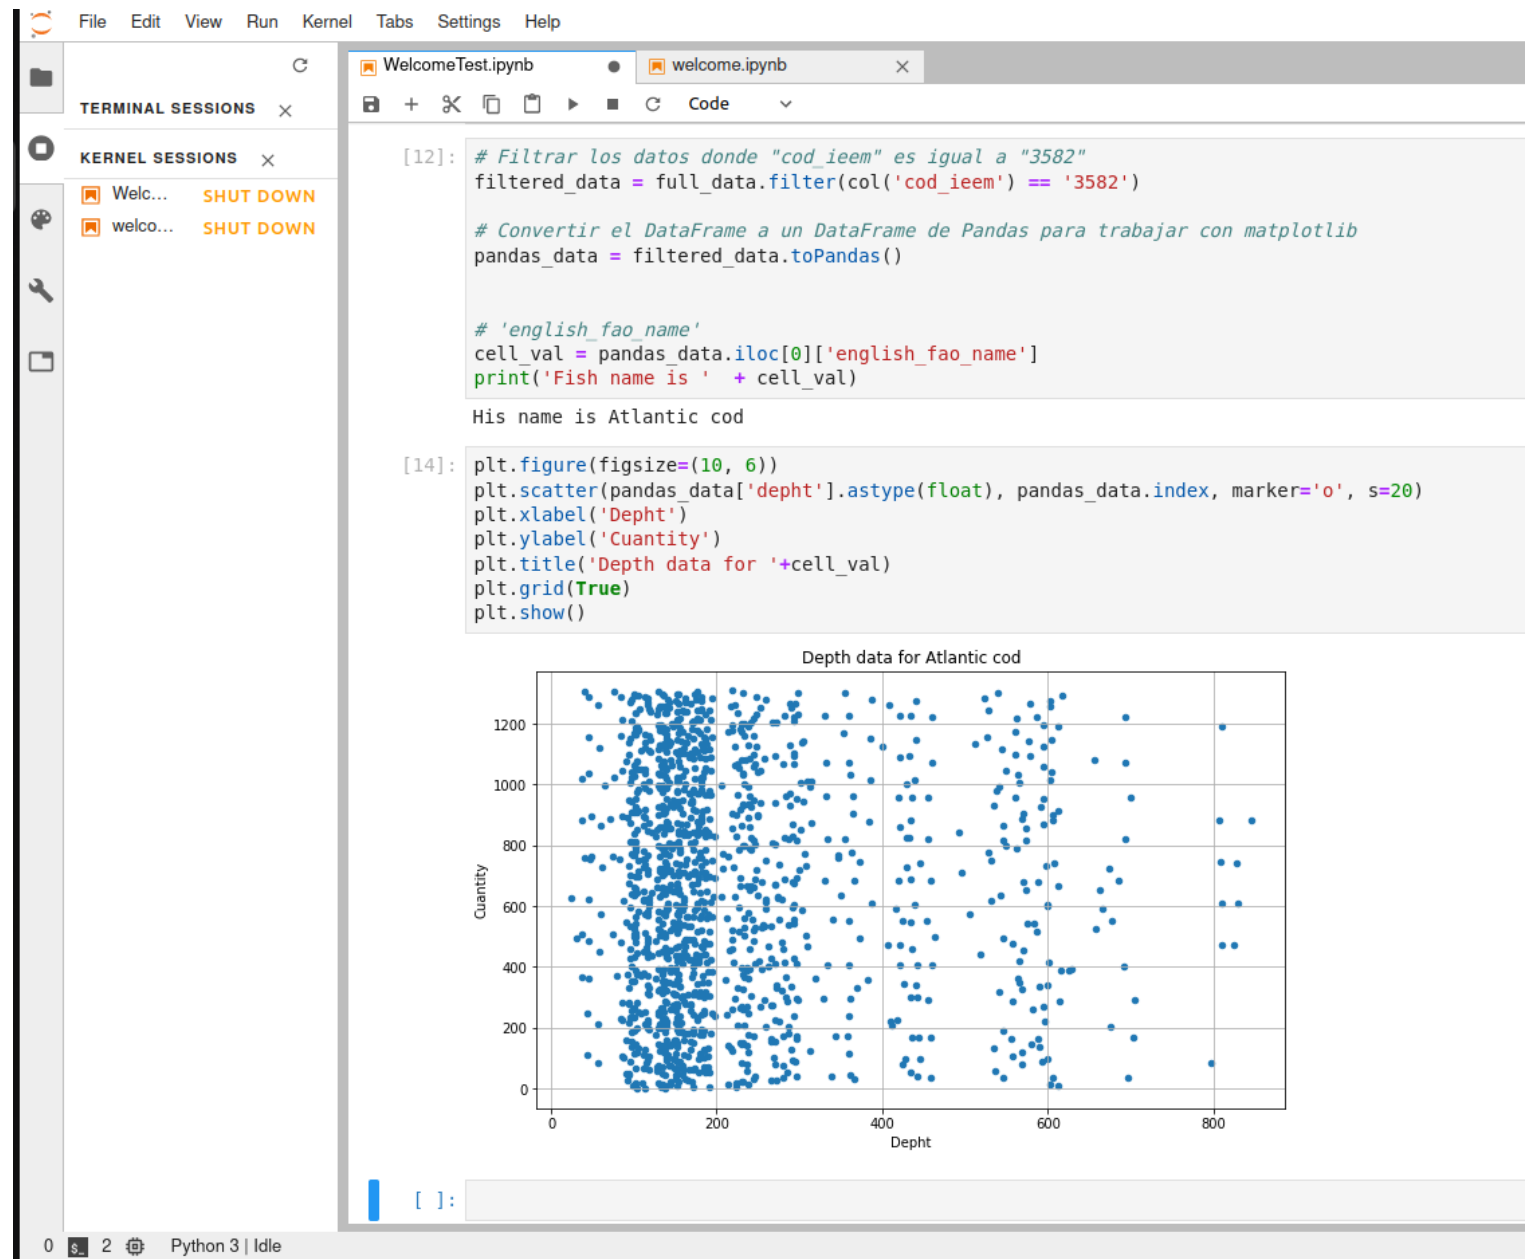 File Edit View Run Kernel Tabs Settings Help
TERMINAL SESSIONS
KERNEL SESSIONS
Welc... SHUT DOWN
welco... SHUT DOWN
WelcomeTest.ipynb welcome.ipynb
Code
[12]: # Filtrar los datos donde "cod_ieem" es igual a "3582"
filtered_data = full_data.filter(col('cod_ieem') == '3582')
# Convertir el DataFrame a un DataFrame de Pandas para trabajar con matplotlib
pandas_data = filtered_data.toPandas()
# 'english_fao_name'
cell_val = pandas_data.iloc[0]['english_fao_name']
print('Fish name is '  + cell_val)
His name is Atlantic cod
[14]: plt.figure(figsize=(10, 6))
plt.scatter(pandas_data['depht'].astype(float), pandas_data.index, marker='o', s=20)
plt.xlabel('Depht')
plt.ylabel('Cuantity')
plt.title('Depth data for '+cell_val)
plt.grid(True)
plt.show()
Depth data for Atlantic cod
Cuantity
1200
1000
800
600
400
200
0
0 200 400 600 800
Depht
[ ]:
0 $_ 2 Python 3 | Idle